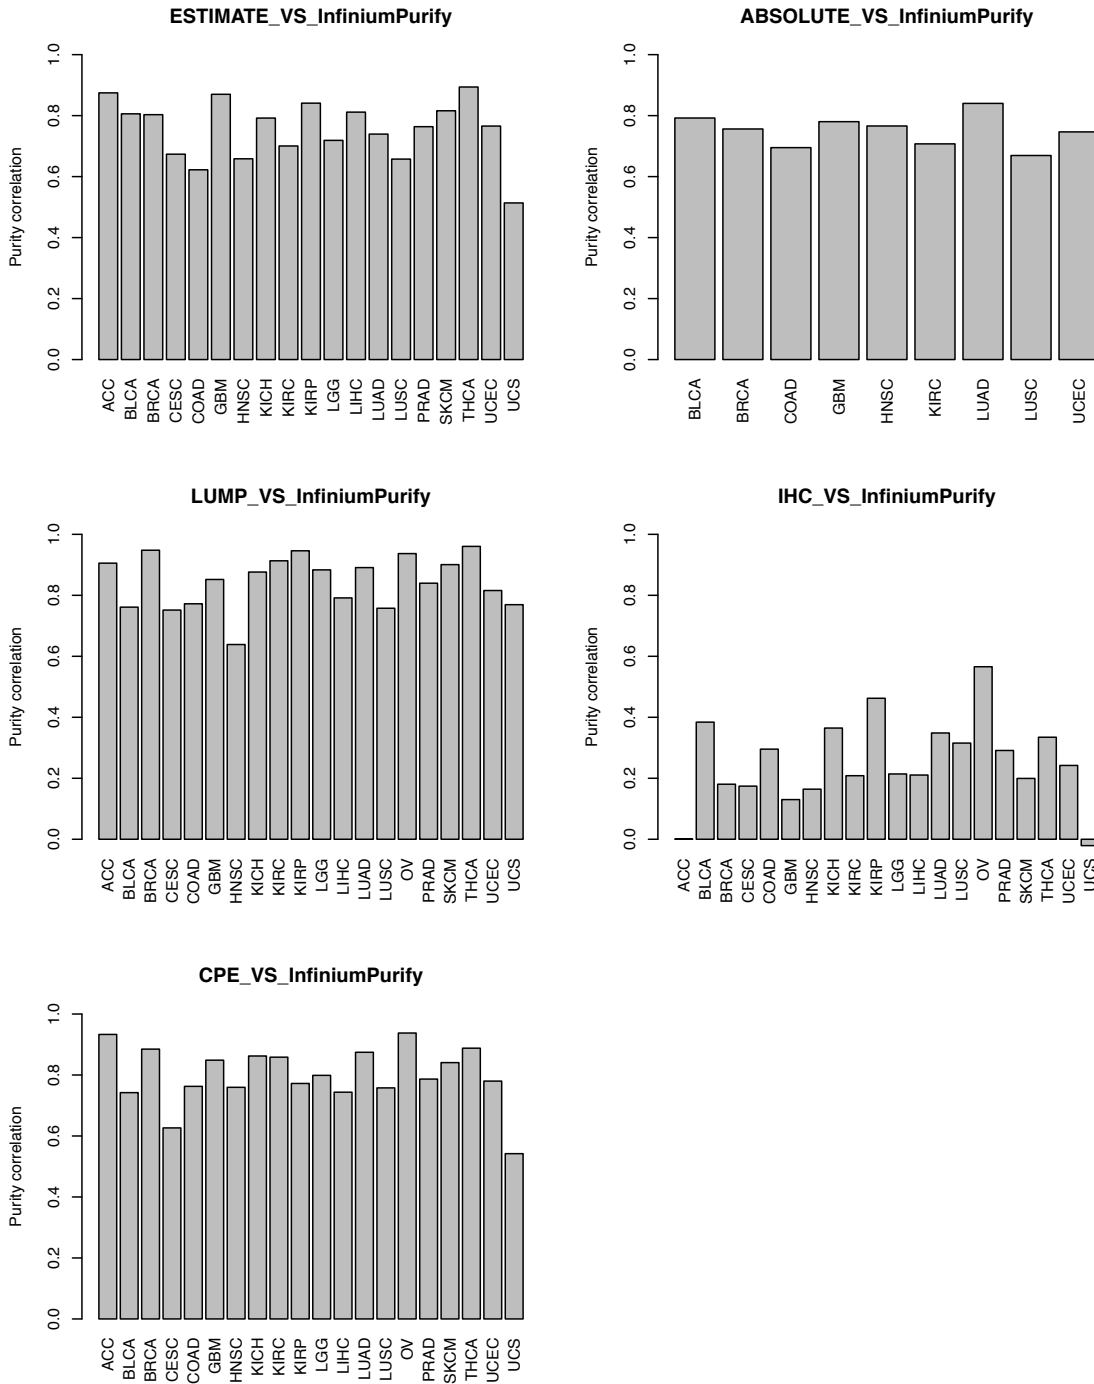 ESTIMATE_VS_InfiniumPurify
Purity correlation
1.0
0.8
0.6
0.4
0.2
0.0
ACC BLCA BRCA CESC COAD GBM HNSC KICH KIRC KIRP LGG LIHC LUAD LUSC PRAD SKCM THCA UCEC UCS
ABSOLUTE_VS_InfiniumPurify
Purity correlation
1.0
0.8
0.6
0.4
0.2
0.0
BLCA BRCA COAD GBM HNSC KIRC LUAD LUSC UCEC
LUMP_VS_InfiniumPurify
Purity correlation
1.0
0.8
0.6
0.4
0.2
0.0
ACC BLCA BRCA CESC COAD GBM HNSC KICH KIRC KIRP LGG LIHC LUAD LUSC OV PRAD SKCM THCA UCEC UCS
IHC_VS_InfiniumPurify
Purity correlation
1.0
0.8
0.6
0.4
0.2
0.0
ACC BLCA BRCA CESC COAD GBM HNSC KICH KIRC KIRP LGG LIHC LUAD LUSC OV PRAD SKCM THCA UCEC UCS
CPE_VS_InfiniumPurify
Purity correlation
1.0
0.8
0.6
0.4
0.2
0.0
ACC BLCA BRCA CESC COAD GBM HNSC KICH KIRC KIRP LGG LIHC LUAD LUSC OV PRAD SKCM THCA UCEC UCS